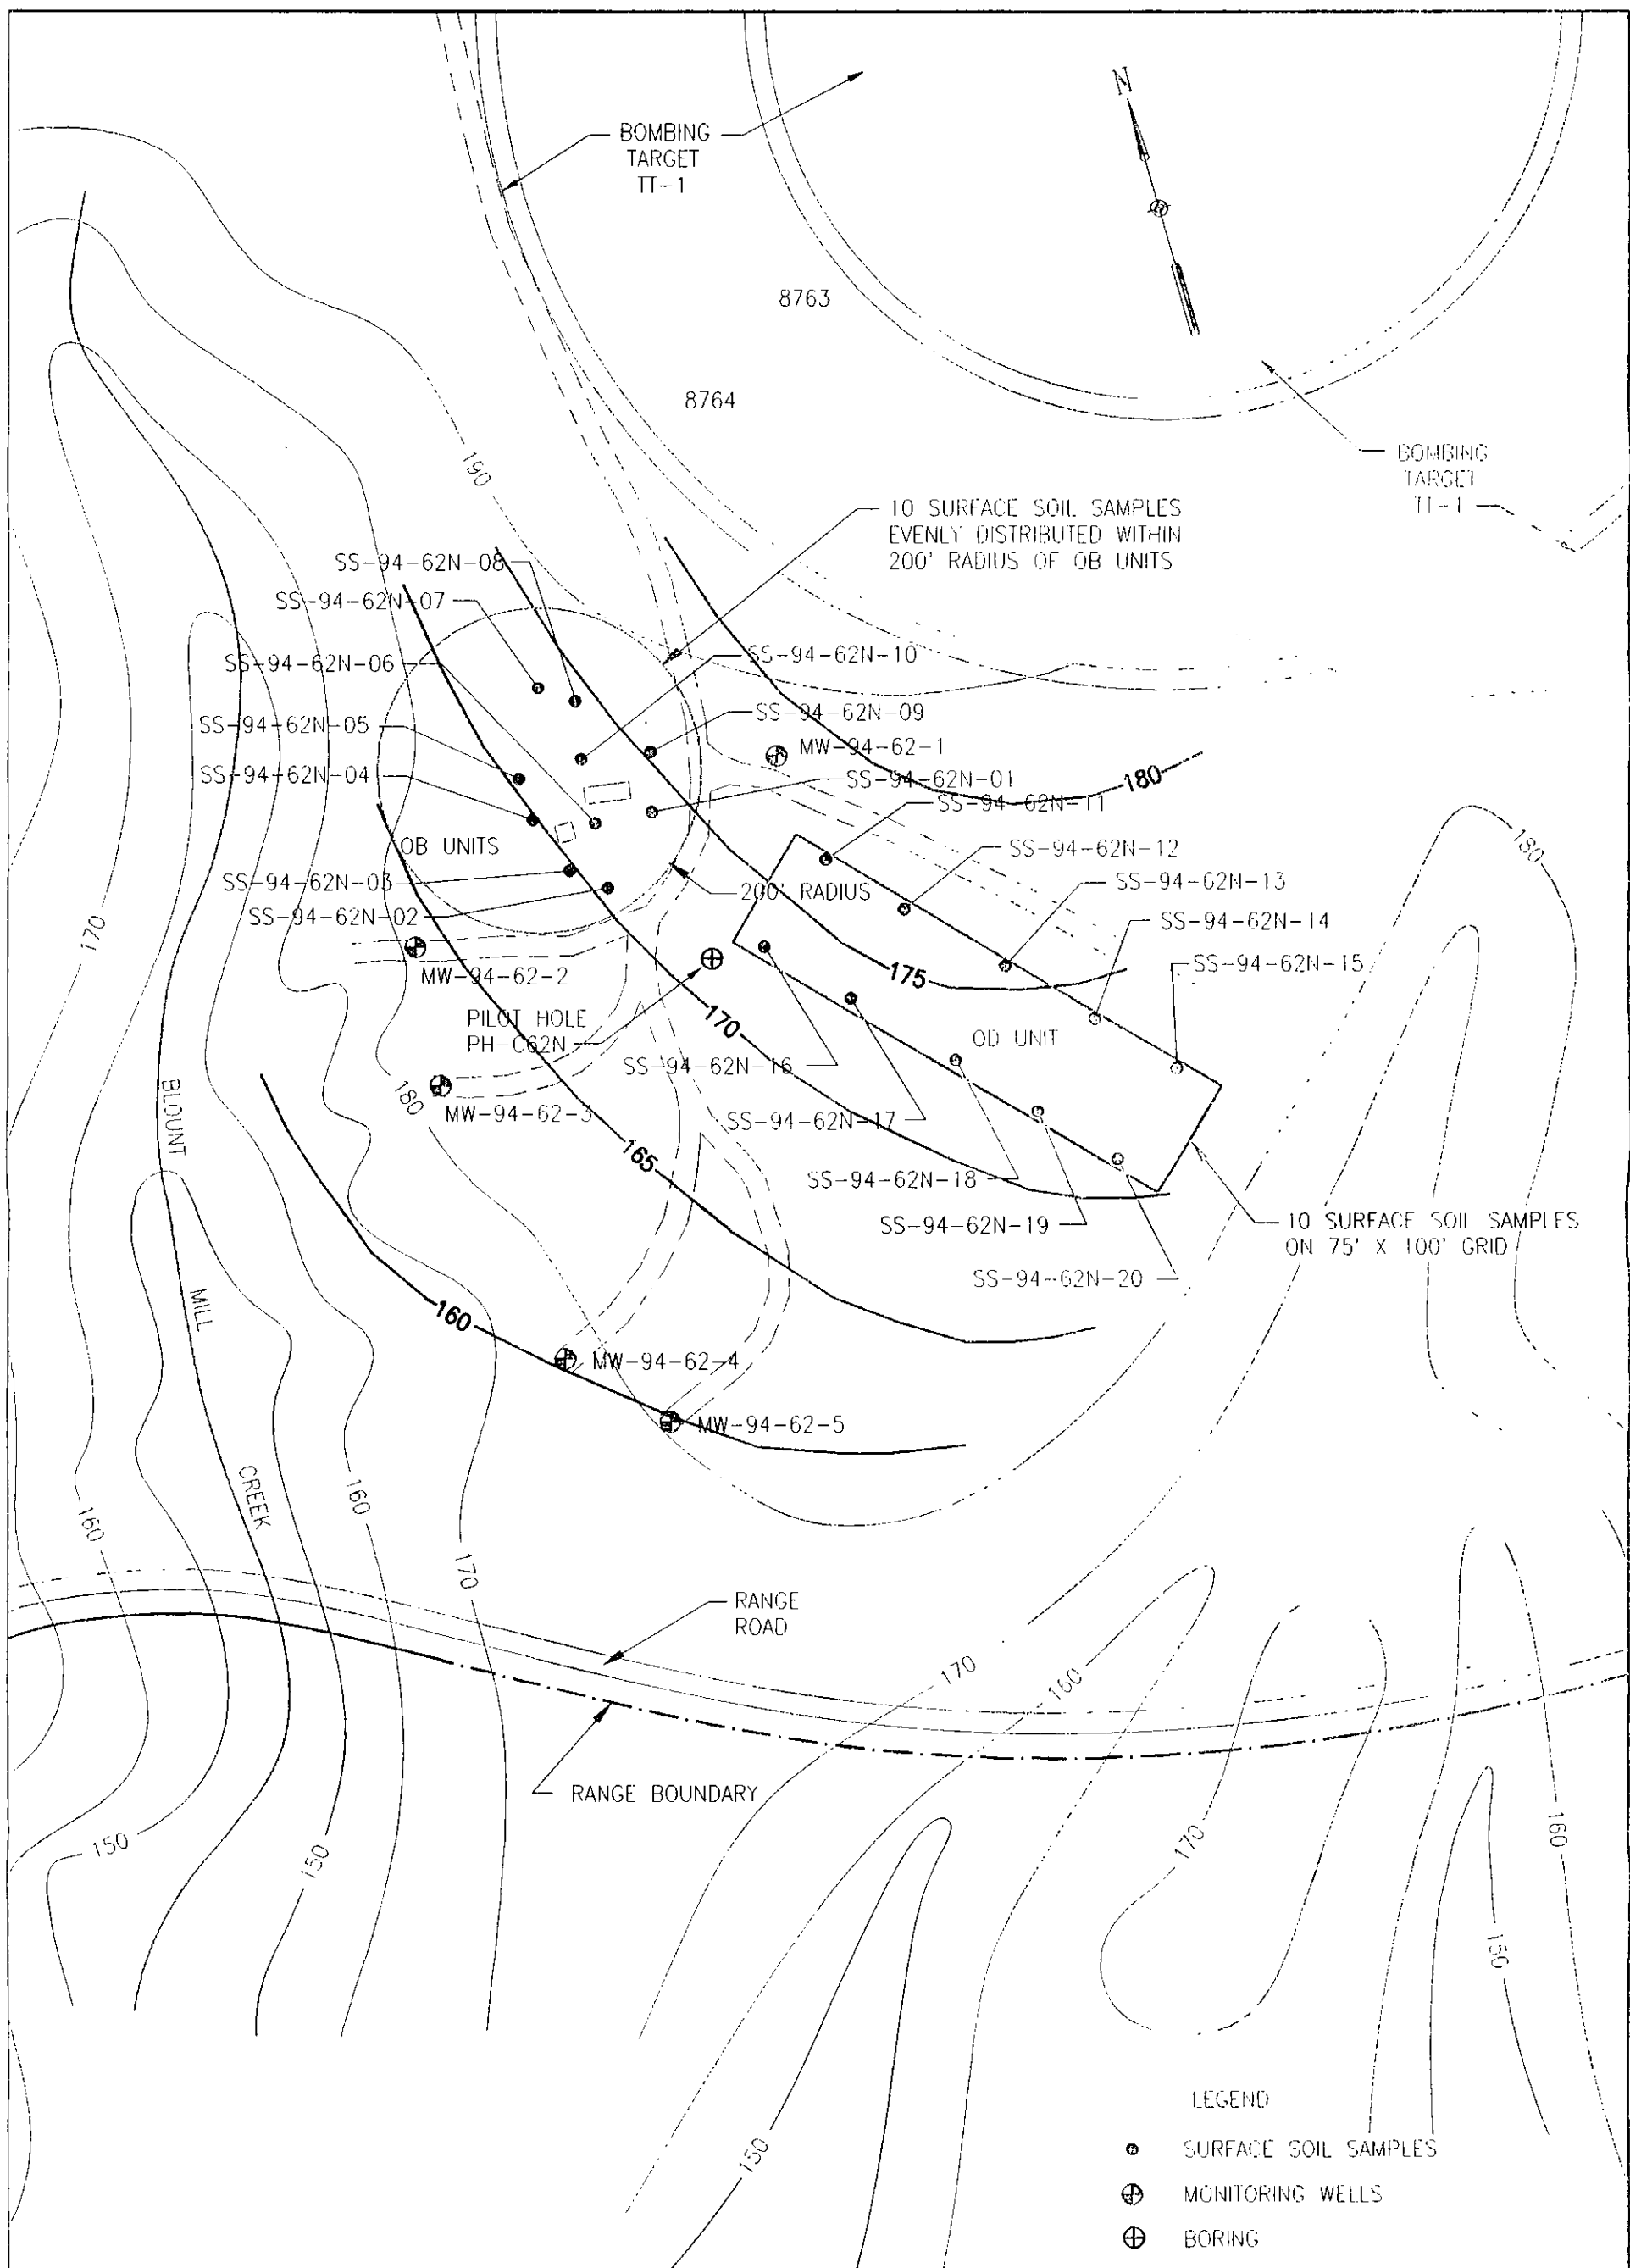 N
BOMBING
TARGET
TT-1
8763
8764
BOMBING
TARGET
TT-1
190
10 SURFACE SOIL SAMPLES
EVENLY DISTRIBUTED WITHIN
200' RADIUS OF OB UNITS
SS-94-62N-08
SS-94-62N-07
SS-94-62N-06
SS-94-62N-10
SS-94-62N-05
SS-94-62N-09
MW-94-62-1
SS-94-62N-04
SS-94-62N-01
180
SS-94-62N-11
OB UNITS
SS-94-62N-12
180
SS-94-62N-03
200' RADIUS
SS-94-62N-13
SS-94-62N-02
SS-94-62N-14
170
MW-94-62-2
175
SS-94-62N-15
PILOT HOLE
PH-C62N
170
OD UNIT
SS-94-62N-16
180
MW-94-62-3
BLOUNT
SS-94-62N-17
165
SS-94-62N-18
SS-94-62N-19
10 SURFACE SOIL SAMPLES
ON 75' X 100' GRID
SS-94-62N-20
MILL
160
MW-94-62-4
MW-94-62-5
CREEK
160
160
170
RANGE
ROAD
170
160
RANGE BOUNDARY
150
150
170
160
150
150
LEGEND
SURFACE SOIL SAMPLES
MONITORING WELLS
BORING